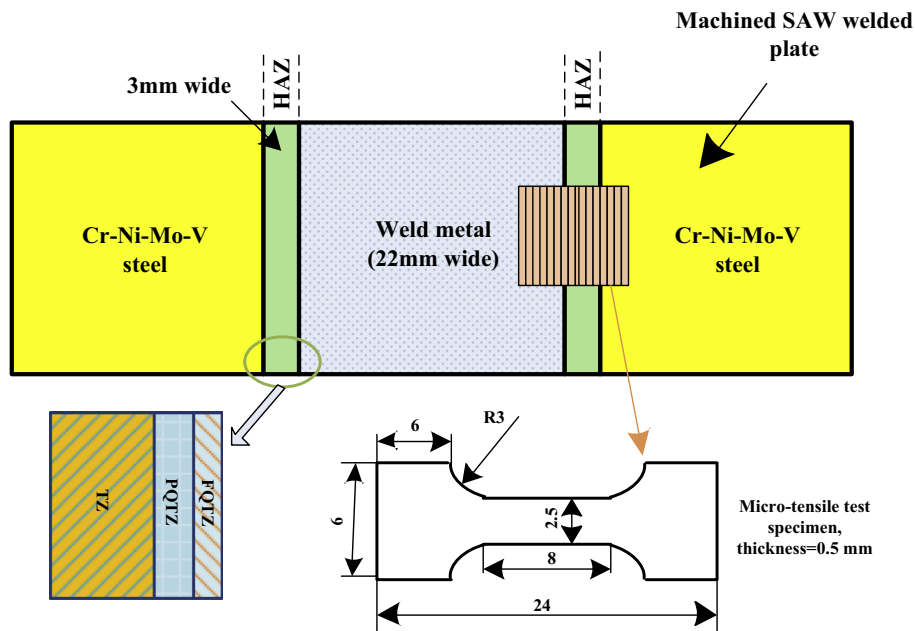 Machined SAW welded
plate
HAZ
HAZ
3mm wide
Cr-Ni-Mo-V
steel
Weld metal
(22mm wide)
Cr-Ni-Mo-V
steel
TZ
PQTZ
FQTZ
6
R3
6
2.5
8
24
Micro-tensile test
specimen,
thickness=0.5 mm